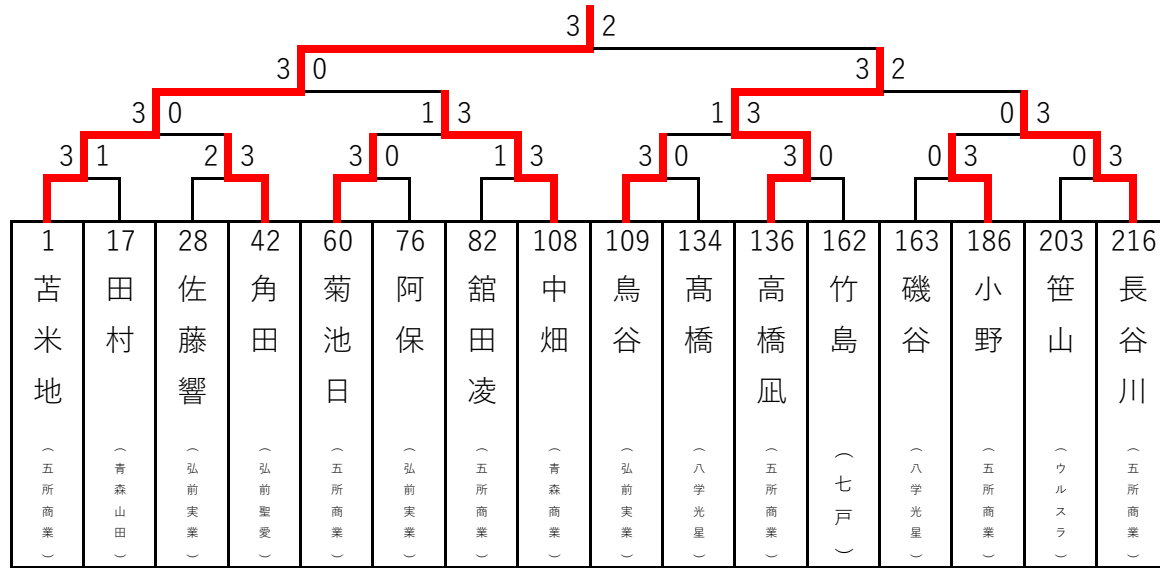 3 2
3 0 3 2
3 0 1 3 1 3 0 3
3 1 2 3 3 0 1 3 3 0 3 0 0 3 0 3
1 17 28 42 60 76 82 108 109 134 136 162 163 186 203 216
苫米地
田村
佐藤響
角田
菊池日
阿保
舘田凌
中畑
鳥谷
髙橋
高橋凪
竹島
磯谷
小野
笹山
長谷川
（五所商業）
（青森山田）
（弘前実業）
（弘前聖愛）
（五所商業）
（弘前実業）
（五所商業）
（青森商業）
（弘前実業）
（八学光星）
（五所商業）
（七戸）
（八学光星）
（五所商業）
（ウルスラ）
（五所商業）